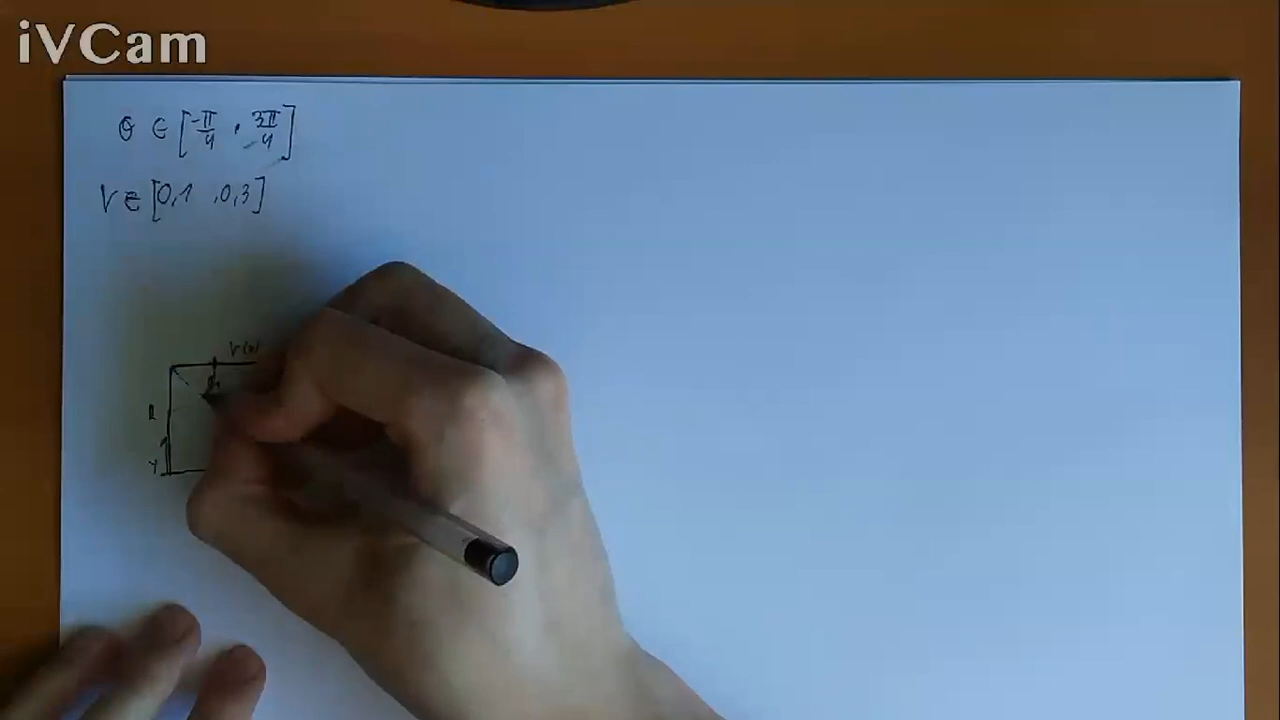 iVCam
θ ∈ [-π/4 , 3π/4]
V ∈ [0,1 ,0,3]